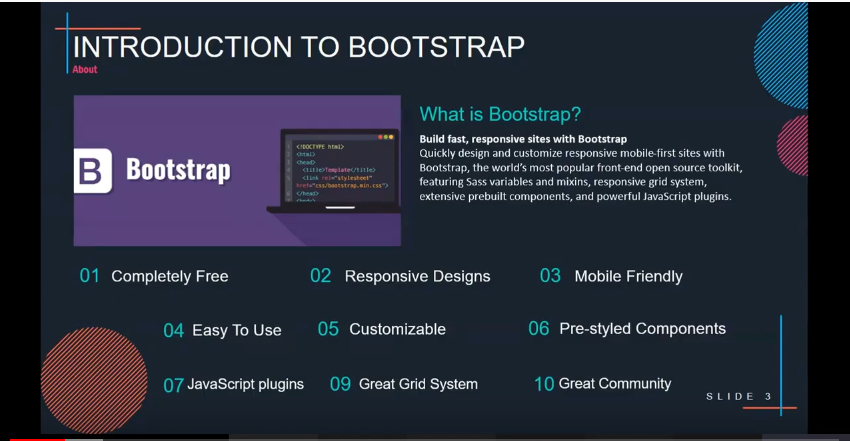 INTRODUCTION TO BOOTSTRAP
About
What is Bootstrap?
B Bootstrap
<!DOCTYPE html>
<html>
<head>
<title>Template</title>
<link rel="stylesheet"
href="css/bootstrap.min.css">
</head>
Build fast, responsive sites with Bootstrap
Quickly design and customize responsive mobile-first sites with
Bootstrap, the world's most popular front-end open source toolkit,
featuring Sass variables and mixins, responsive grid system,
extensive prebuilt components, and powerful JavaScript plugins.
01 Completely Free
02 Responsive Designs
03 Mobile Friendly
04 Easy To Use
05 Customizable
06 Pre-styled Components
07 JavaScript plugins
09 Great Grid System
10 Great Community
SLIDE 3